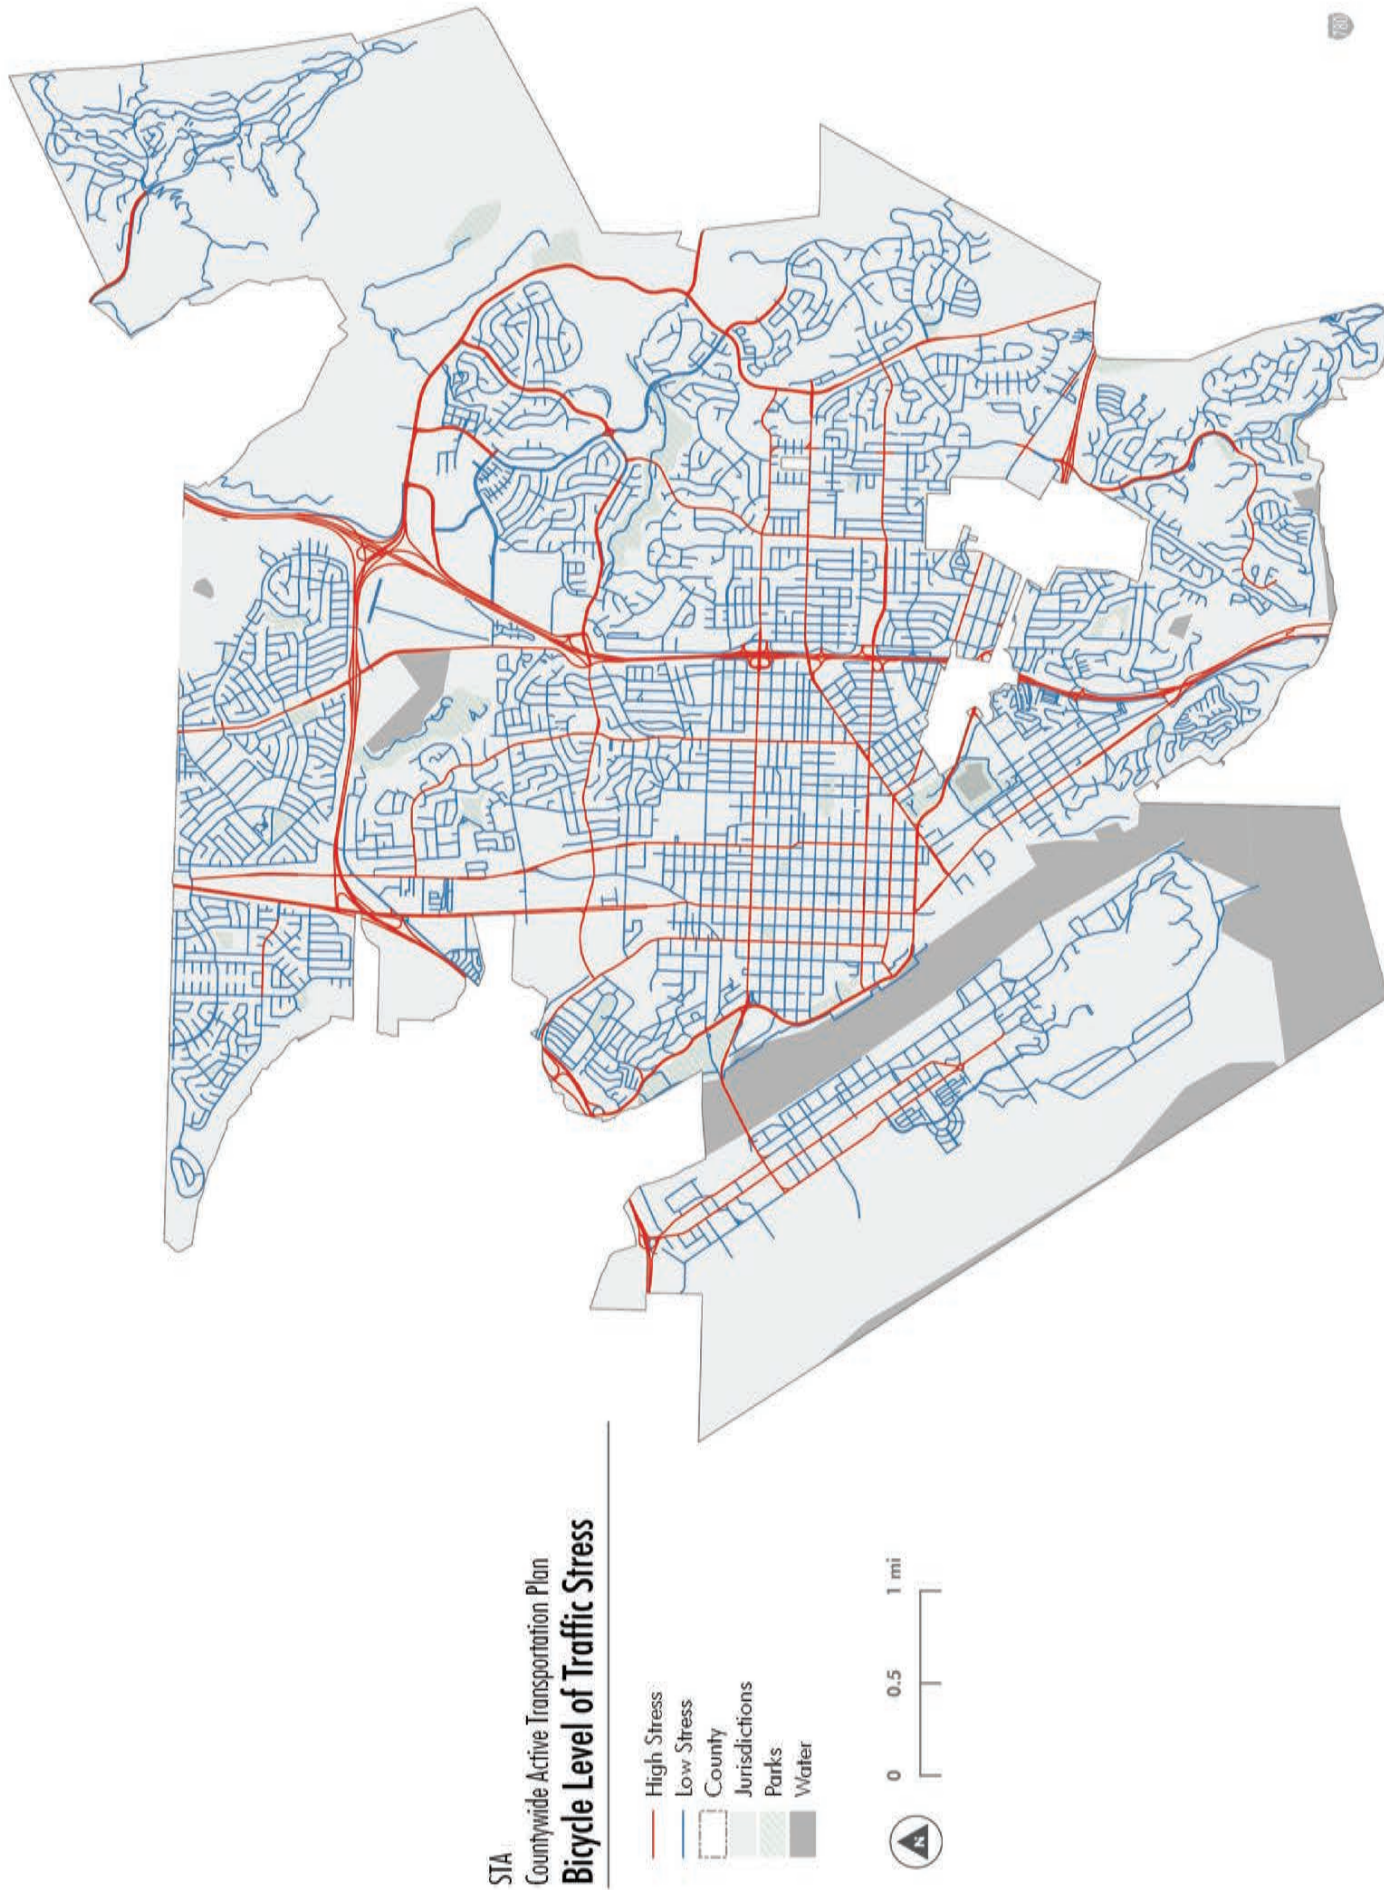 STA
Countywide Active Transportation Plan
Bicycle Level of Traffic Stress
High Stress
Low Stress
County
Jurisdictions
Parks
Water
0 0.5 1 mi
N
780